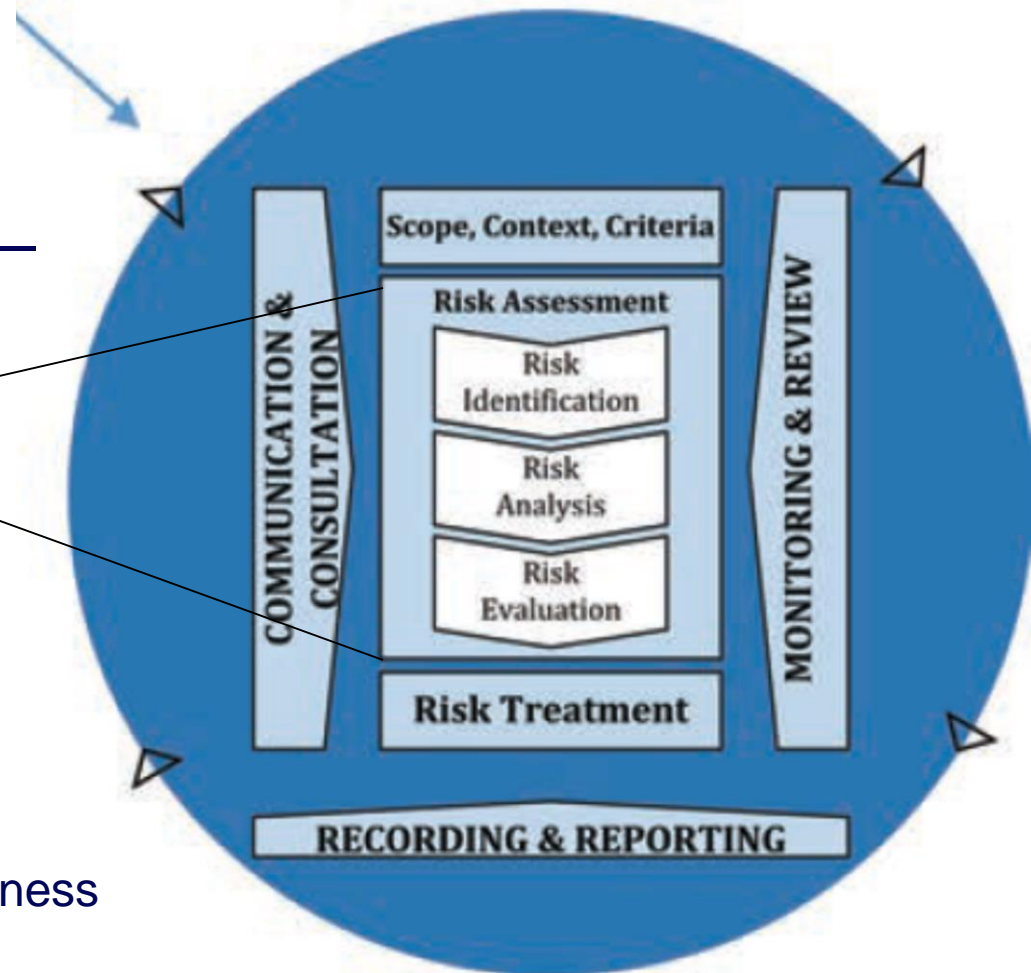 Scope, Context, Criteria
Risk Assessment
Risk
Identification
Risk
Analysis
Risk
Evaluation
Risk Treatment
COMMUNICATION &
CONSULTATION
MONITORING & REVIEW
RECORDING & REPORTING
ness